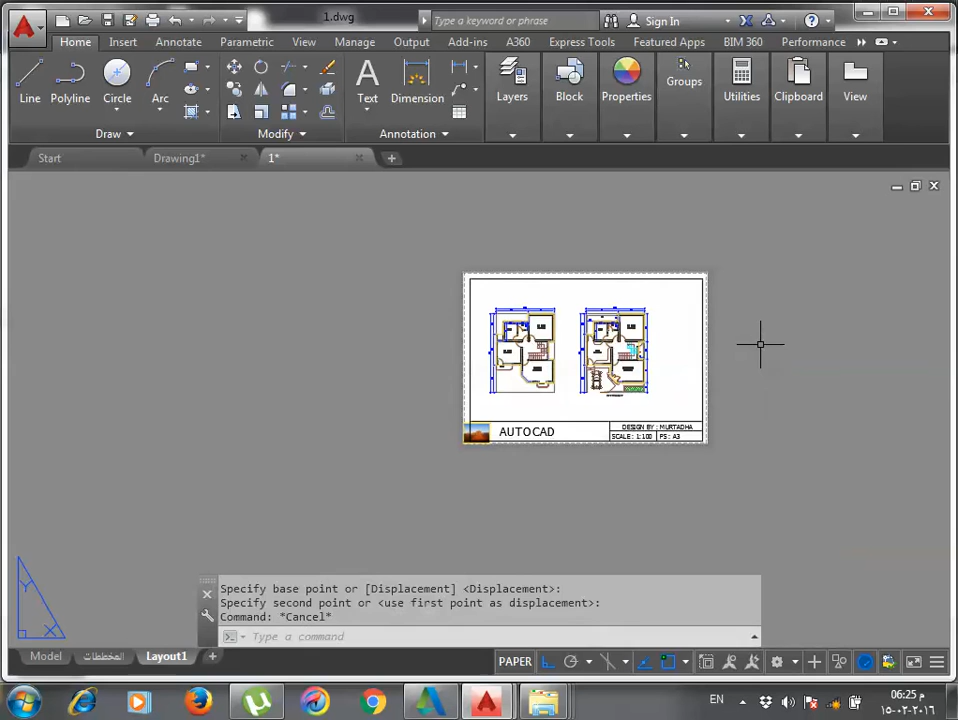 1.dwg
Type a keyword or phrase
Sign In
Home Insert Annotate Parametric View Manage Output Add-ins A360 Express Tools Featured Apps BIM 360 Performance
Line Polyline Circle Arc Text Dimension Layers Block Properties Groups Utilities Clipboard View
Draw Modify Annotation
Start Drawing1* 1*
AUTOCAD
DESIGN BY : MURTADHA
SCALE: 1:100 PS: A3
Y
X
Specify base point or [Displacement] <Displacement>:
Specify second point or <use first point as displacement>:
Command: *Cancel*
Type a command
Model المخططات Layout1
PAPER
EN
06:25 م
١٥-٠٢-٢٠١٦